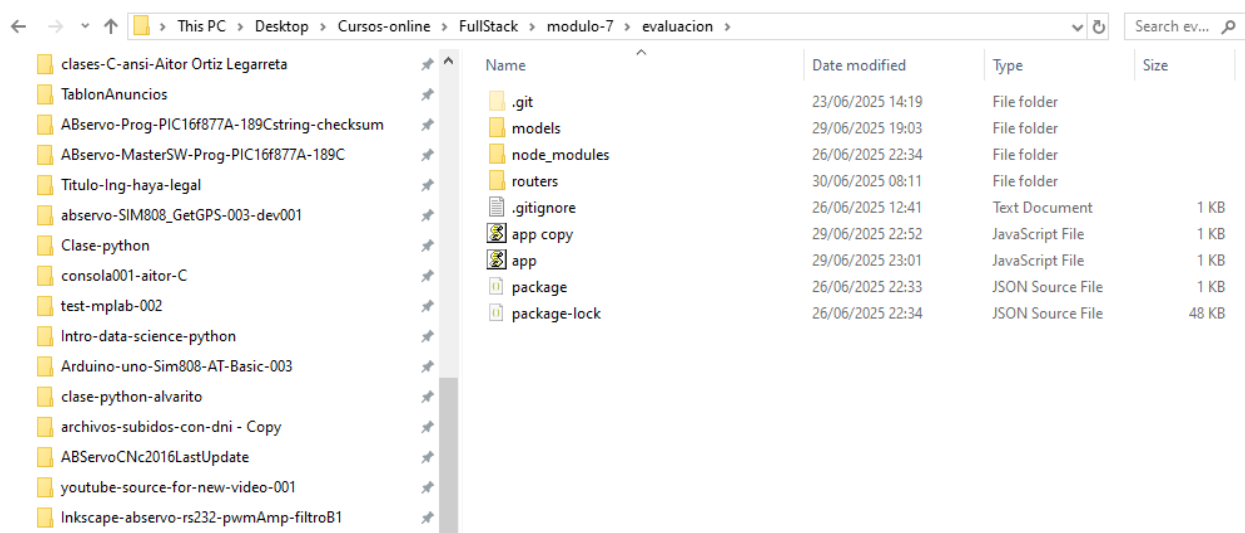 This PC > Desktop > Cursos-online > FullStack > modulo-7 > evaluacion >
Search ev...
clases-C-ansi-Aitor Ortiz Legarreta
TablonAnuncios
ABservo-Prog-PIC16f877A-189Cstring-checksum
ABservo-MasterSW-Prog-PIC16f877A-189C
Titulo-Ing-haya-legal
abservo-SIM808_GetGPS-003-dev001
Clase-python
consola001-aitor-C
test-mplab-002
Intro-data-science-python
Arduino-uno-Sim808-AT-Basic-003
clase-python-alvarito
archivos-subidos-con-dni - Copy
ABServoCNc2016LastUpdate
youtube-source-for-new-video-001
Inkscape-abservo-rs232-pwmAmp-filtroB1
Name Date modified Type Size
.git 23/06/2025 14:19 File folder
models 29/06/2025 19:03 File folder
node_modules 26/06/2025 22:34 File folder
routers 30/06/2025 08:11 File folder
.gitignore 26/06/2025 12:41 Text Document 1 KB
app copy 29/06/2025 22:52 JavaScript File 1 KB
app 29/06/2025 23:01 JavaScript File 1 KB
package 26/06/2025 22:33 JSON Source File 1 KB
package-lock 26/06/2025 22:34 JSON Source File 48 KB